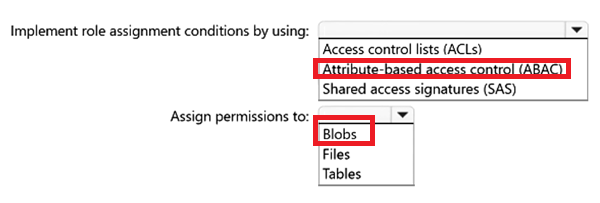 Implement role assignment conditions by using:
Access control lists (ACLs)
Attribute-based access control (ABAC)
Shared access signatures (SAS)
Assign permissions to:
Blobs
Files
Tables